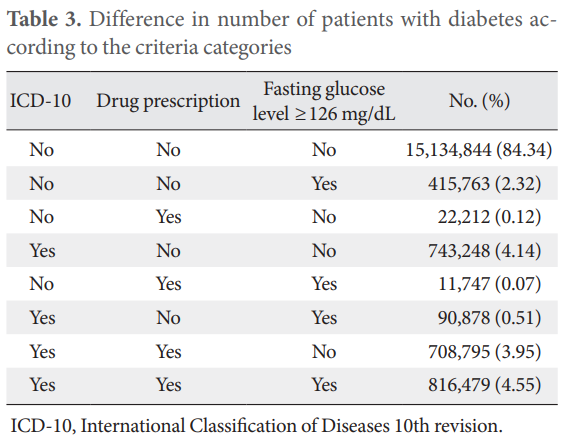 Table 3. Difference in number of patients with diabetes ac-
cording to the criteria categories
ICD-10 Drug prescription Fasting glucose level ≥126 mg/dL No. (%)
No No No 15,134,844 (84.34)
No No Yes 415,763 (2.32)
No Yes No 22,212 (0.12)
Yes No No 743,248 (4.14)
No Yes Yes 11,747 (0.07)
Yes No Yes 90,878 (0.51)
Yes Yes No 708,795 (3.95)
Yes Yes Yes 816,479 (4.55)
ICD-10, International Classification of Diseases 10th revision.